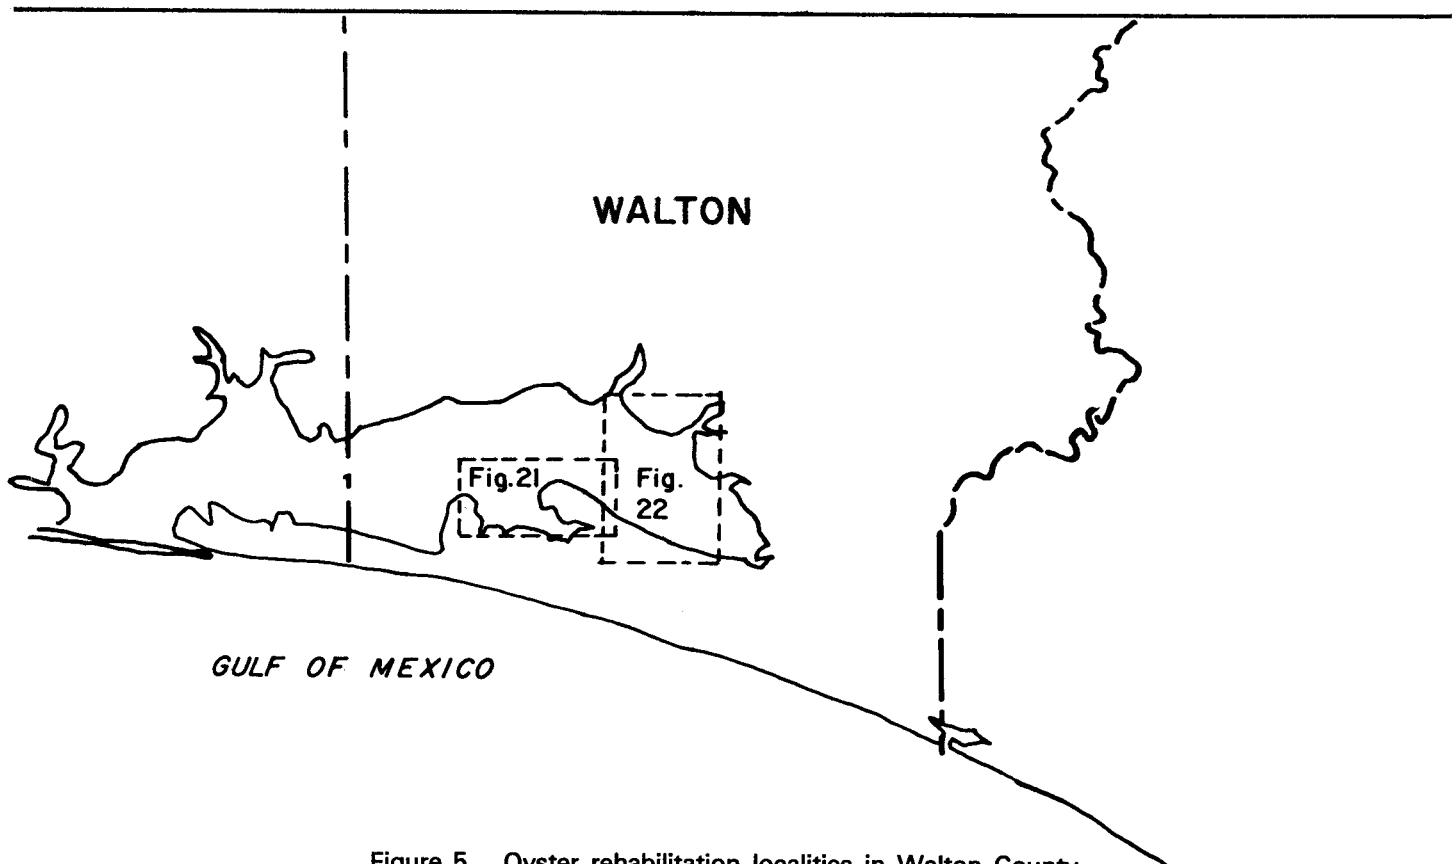 WALTON
Fig.21
Fig.
22
GULF OF MEXICO
Figure 5. Oyster rehabilitation localities in Walton County